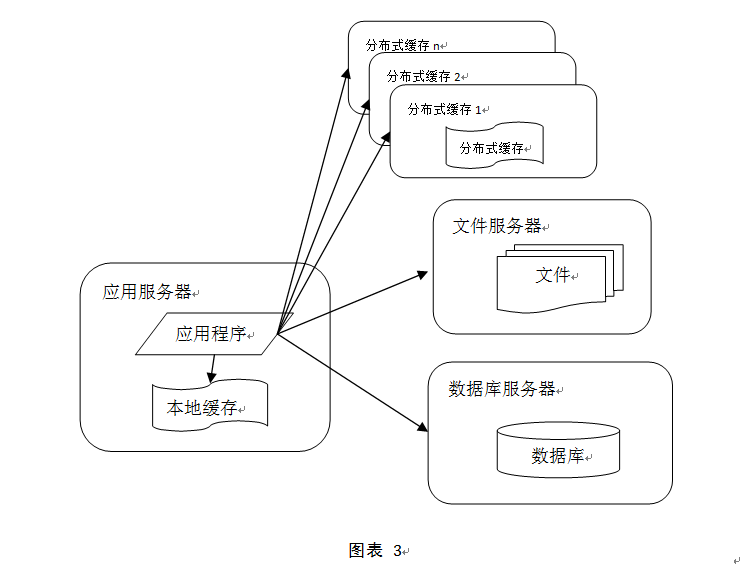 分布式缓存 n
分布式缓存 2
分布式缓存 1
分布式缓存
文件服务器
文件
应用服务器
应用程序
本地缓存
数据库服务器
数据库
图表 3